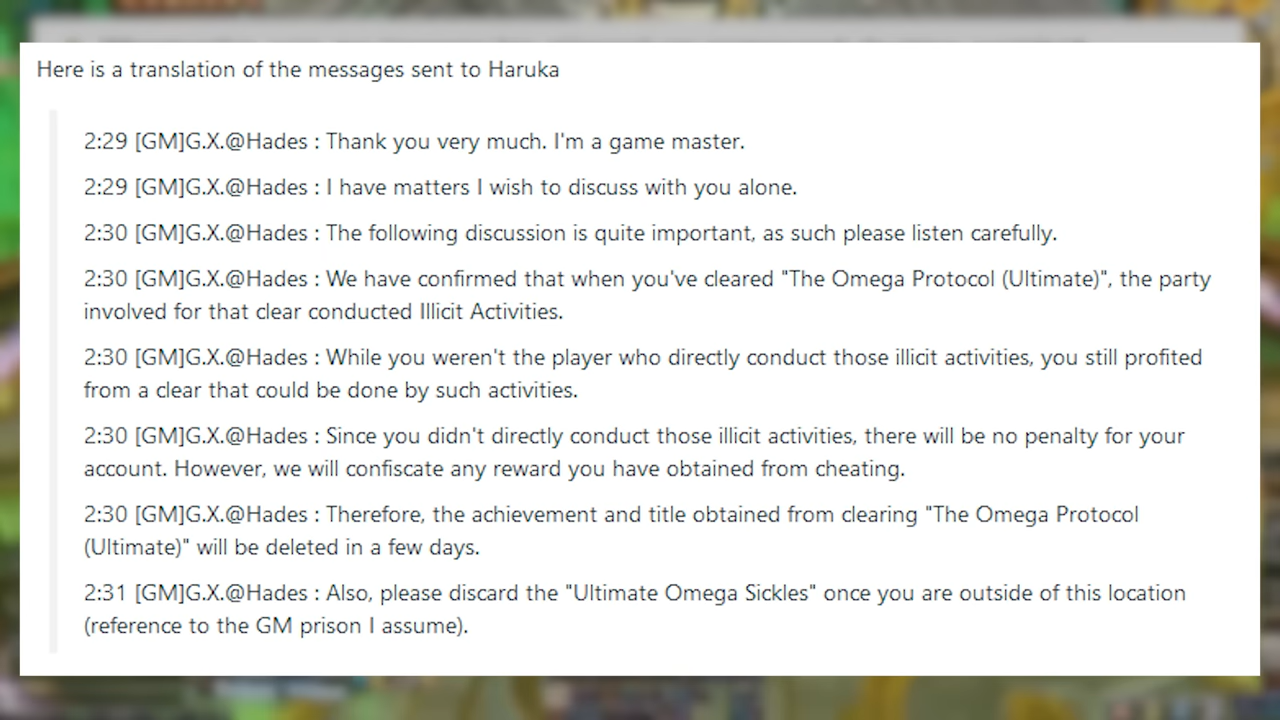 Here is a translation of the messages sent to Haruka
2:29 [GM]G.X.@Hades : Thank you very much. I'm a game master.
2:29 [GM]G.X.@Hades : I have matters I wish to discuss with you alone.
2:30 [GM]G.X.@Hades : The following discussion is quite important, as such please listen carefully.
2:30 [GM]G.X.@Hades : We have confirmed that when you've cleared "The Omega Protocol (Ultimate)", the party
involved for that clear conducted Illicit Activities.
2:30 [GM]G.X.@Hades : While you weren't the player who directly conduct those illicit activities, you still profited
from a clear that could be done by such activities.
2:30 [GM]G.X.@Hades : Since you didn't directly conduct those illicit activities, there will be no penalty for your
account. However, we will confiscate any reward you have obtained from cheating.
2:30 [GM]G.X.@Hades : Therefore, the achievement and title obtained from clearing "The Omega Protocol
(Ultimate)" will be deleted in a few days.
2:31 [GM]G.X.@Hades : Also, please discard the "Ultimate Omega Sickles" once you are outside of this location
(reference to the GM prison I assume).